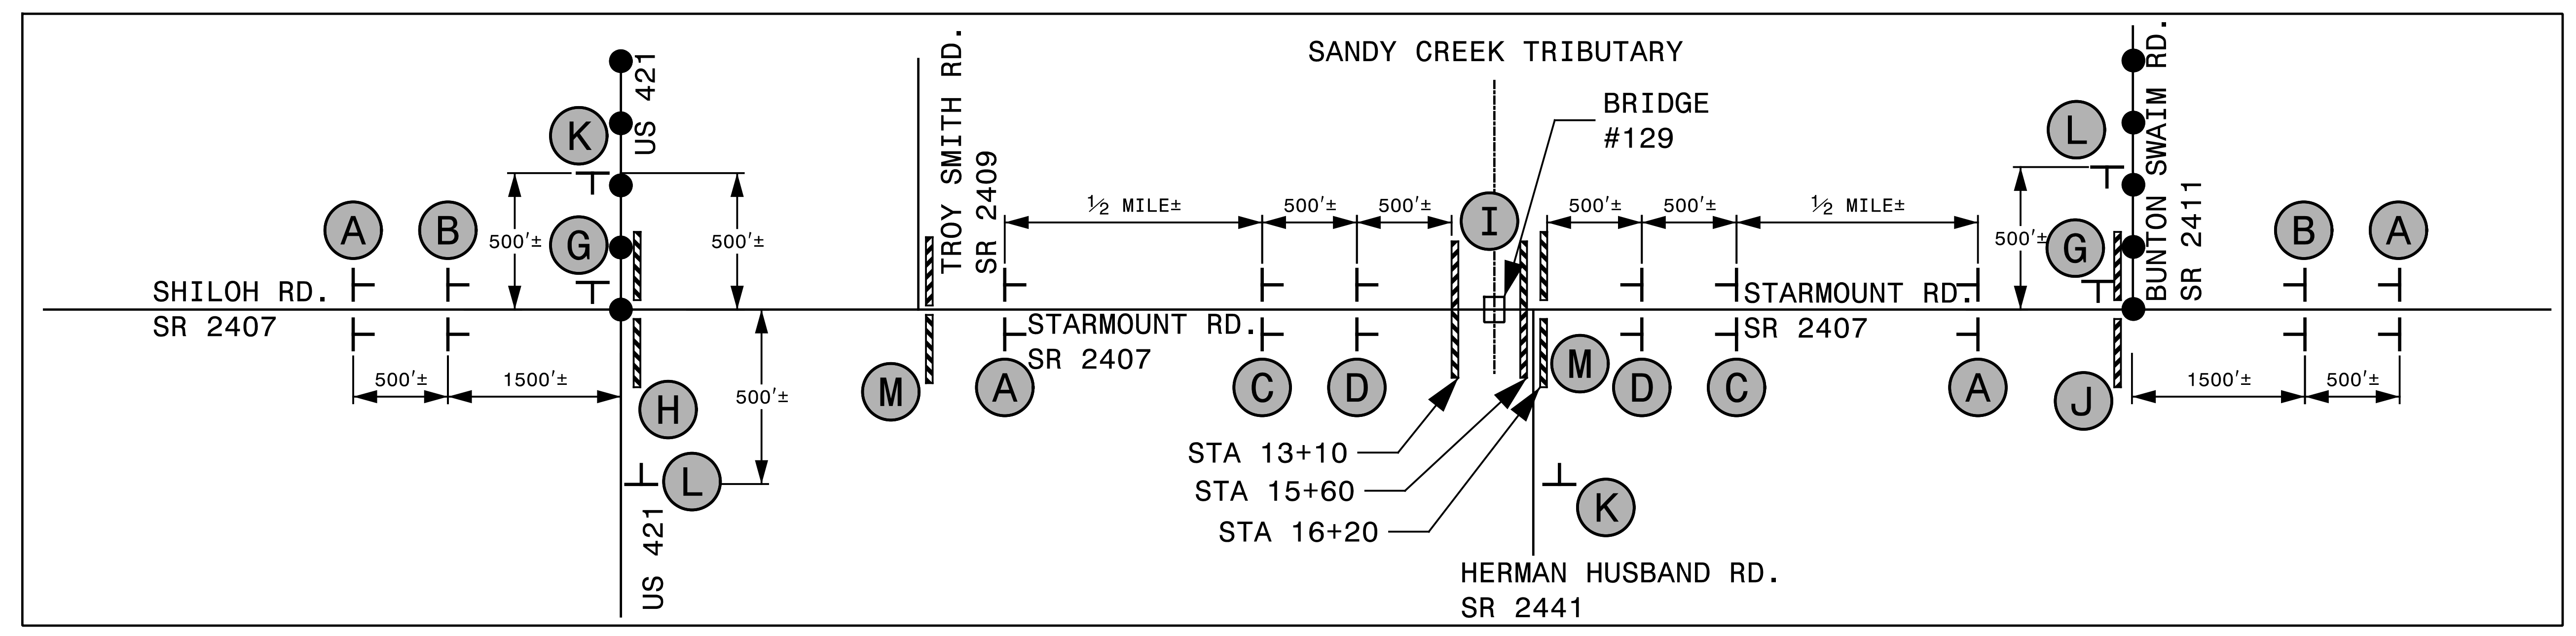 SANDY CREEK TRIBUTARY
BRIDGE
#129
US 421
TROY SMITH RD.
SR 2409
BUNTON SWAIM RD.
SR 2411
K
L
A
B
500'±
G
500'±
½ MILE±
500'±
500'±
I
500'±
500'±
½ MILE±
500'±
G
B
A
SHILOH RD.
SR 2407
STARMOUNT RD.
SR 2407
STARMOUNT RD.
SR 2407
500'±
1500'±
H
500'±
M
A
C
D
M
D
C
A
J
1500'±
500'±
L
US 421
STA 13+10
STA 15+60
STA 16+20
K
HERMAN HUSBAND RD.
SR 2441